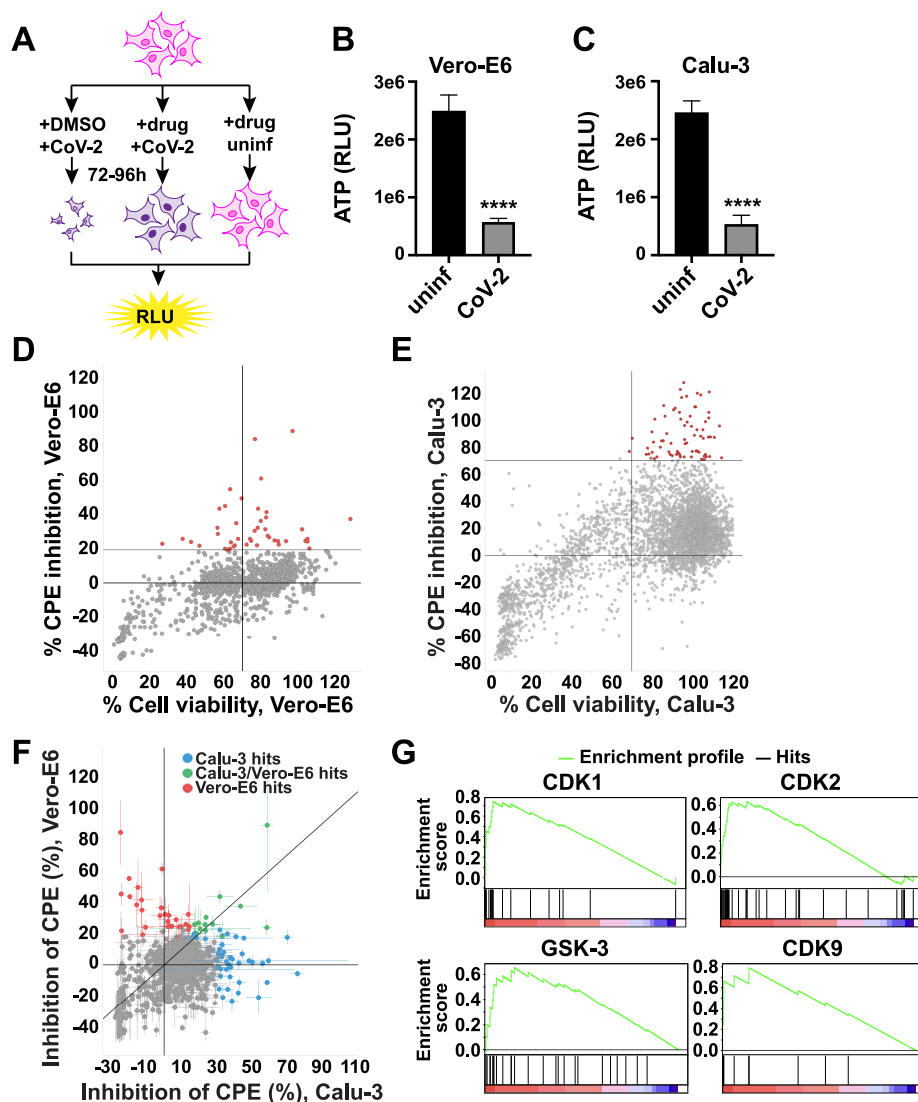 A
+DMSO
+CoV-2
+drug
+CoV-2
+drug
uninf
72-96h
RLU
B
Vero-E6
ATP (RLU)
3e6
2e6
1e6
0
****
uninf
CoV-2
C
Calu-3
ATP (RLU)
3e6
2e6
1e6
0
****
uninf
CoV-2
D
% CPE inhibition, Vero-E6
120
100
80
60
40
20
0
-20
-40
0 20 40 60 80 100 120
% Cell viability, Vero-E6
E
% CPE inhibition, Calu-3
120
100
80
60
40
20
0
-20
-40
-60
-80
0 20 40 60 80 100 120
% Cell viability, Calu-3
F
Calu-3 hits
Calu-3/Vero-E6 hits
Vero-E6 hits
Inhibition of CPE (%), Vero-E6
120
100
80
60
40
20
0
-20
-40
-30 -10 10 30 50 70 90 110
Inhibition of CPE (%), Calu-3
G
Enrichment profile
Hits
CDK1
Enrichment
score
0.8
0.6
0.4
0.2
0.0
CDK2
0.6
0.4
0.2
0.0
GSK-3
Enrichment
score
0.6
0.4
0.2
0.0
CDK9
0.8
0.6
0.4
0.2
0